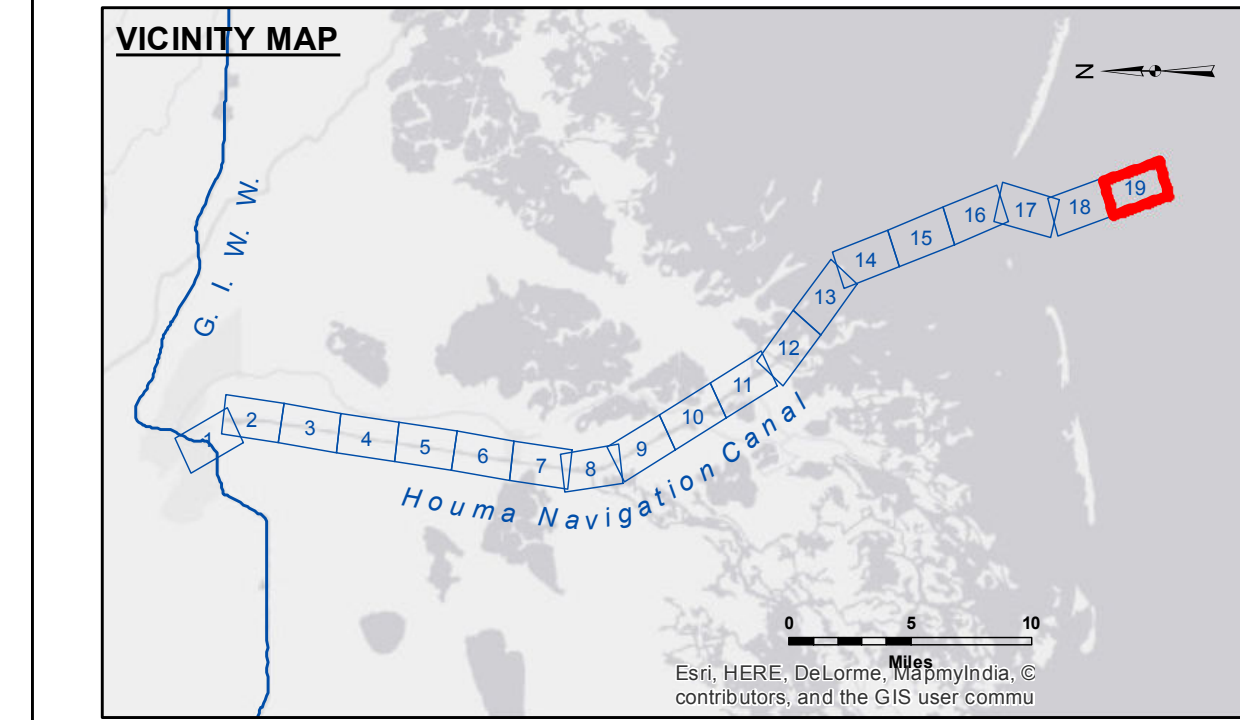 VICINITY MAP
N
G. I. W. W.
1
2
3
4
5
6
7
8
9
10
11
12
13
14
15
16
17
18
19
Houma Navigation Canal
0 5 10
Miles
Esri, HERE, DeLorme, MapmyIndia, ©
contributors, and the GIS user commu